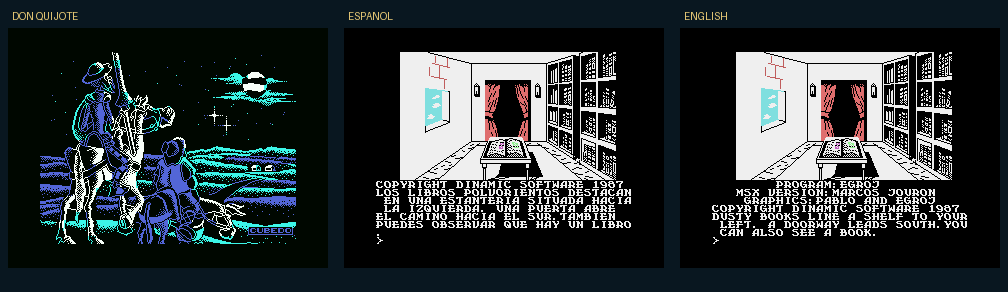 DON QUIJOTE
CUBEDO
ESPANOL
COPYRIGHT DINAMIC SOFTWARE 1987
LOS LIBROS POLVORIENTOS DESTACAN
EN UNA ESTANTERIA SITUADA HACIA
LA IZQUIERDA. UNA PUERTA ABRE
EL CAMINO HACIA EL SUR.TAMBIEN
PUEDES OBSERVAR QUE HAY UN LIBRO
.
>
ENGLISH
PROGRAM:EGROJ
MSX VERSION:MARCOS JOURON
GRAPHICS:PABLO AND EGROJ
COPYRIGHT DINAMIC SOFTWARE 1987
DUSTY BOOKS LINE A SHELF TO YOUR
LEFT. A DOORWAY LEADS SOUTH.YOU
CAN ALSO SEE A BOOK.
>